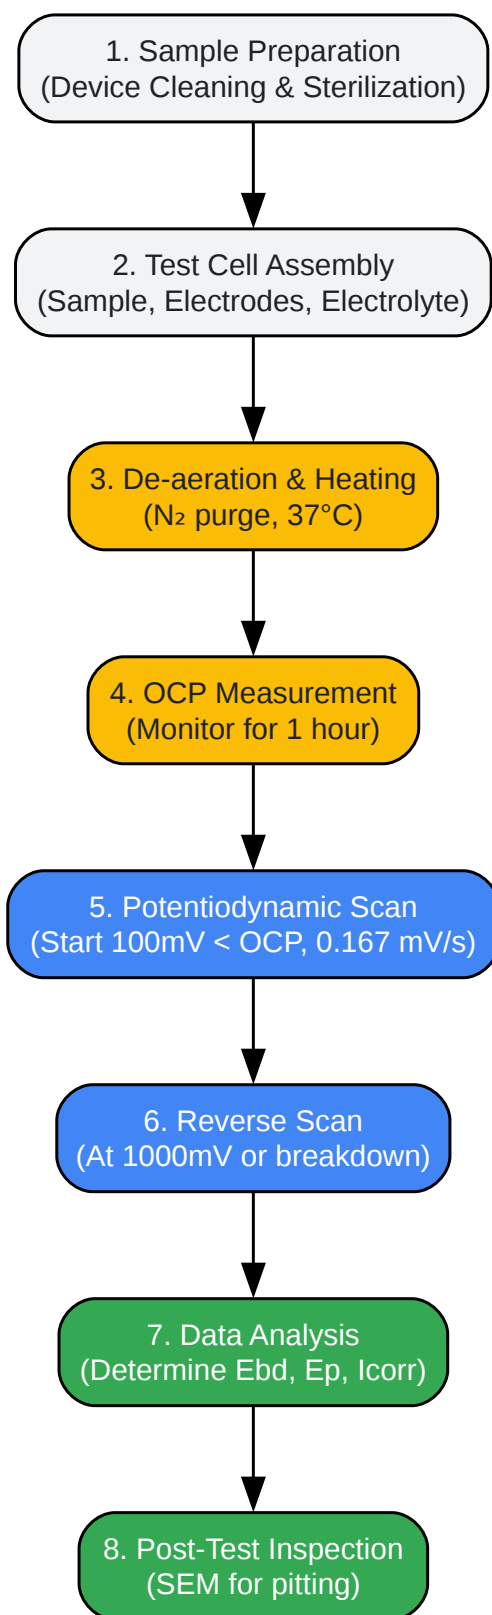 1. Sample Preparation
(Device Cleaning & Sterilization)
2. Test Cell Assembly
(Sample, Electrodes, Electrolyte)
3. De-aeration & Heating
(N₂ purge, 37°C)
4. OCP Measurement
(Monitor for 1 hour)
5. Potentiodynamic Scan
(Start 100mV < OCP, 0.167 mV/s)
6. Reverse Scan
(At 1000mV or breakdown)
7. Data Analysis
(Determine Ebd, Ep, Icorr)
8. Post-Test Inspection
(SEM for pitting)